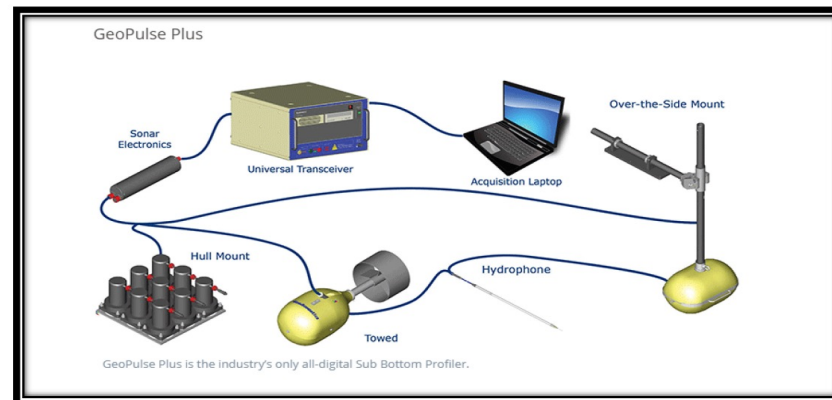 GeoPulse Plus
Over-the-Side Mount
Sonar
Electronics
Universal Transceiver
Acquisition Laptop
Hull Mount
Hydrophone
Towed
GeoPulse Plus is the industry's only all-digital Sub Bottom Profiler.